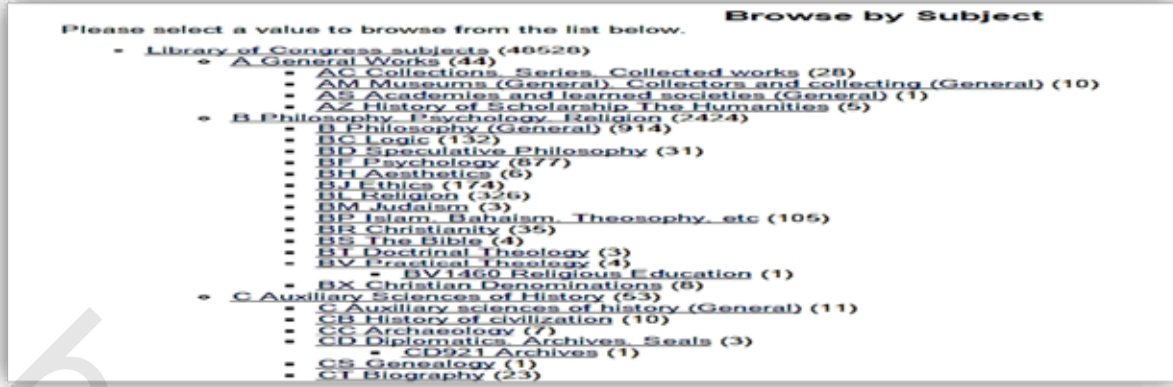 Browse by Subject
Please select a value to browse from the list below.
Library of Congress subjects (48528)
A General Works (44)
AC Collections. Series. Collected works (28)
AM Museums (General). Collectors and collecting (General) (10)
AS Academies and learned societies (General) (1)
AZ History of Scholarship The Humanities (5)
B Philosophy. Psychology. Religion (2424)
B Philosophy (General) (914)
BC Logic (132)
BD Speculative Philosophy (31)
BF Psychology (877)
BH Aesthetics (6)
BJ Ethics (174)
BL Religion (326)
BM Judaism (3)
BP Islam. Bahaism. Theosophy, etc (105)
BR Christianity (35)
BS The Bible (4)
BT Doctrinal Theology (3)
BV Practical Theology (4)
BV1460 Religious Education (1)
BX Christian Denominations (8)
C Auxiliary Sciences of History (53)
C Auxiliary sciences of history (General) (11)
CB History of civilization (10)
CC Archaeology (7)
CD Diplomatics. Archives. Seals (3)
CD921 Archives (1)
CS Genealogy (1)
CT Biography (23)